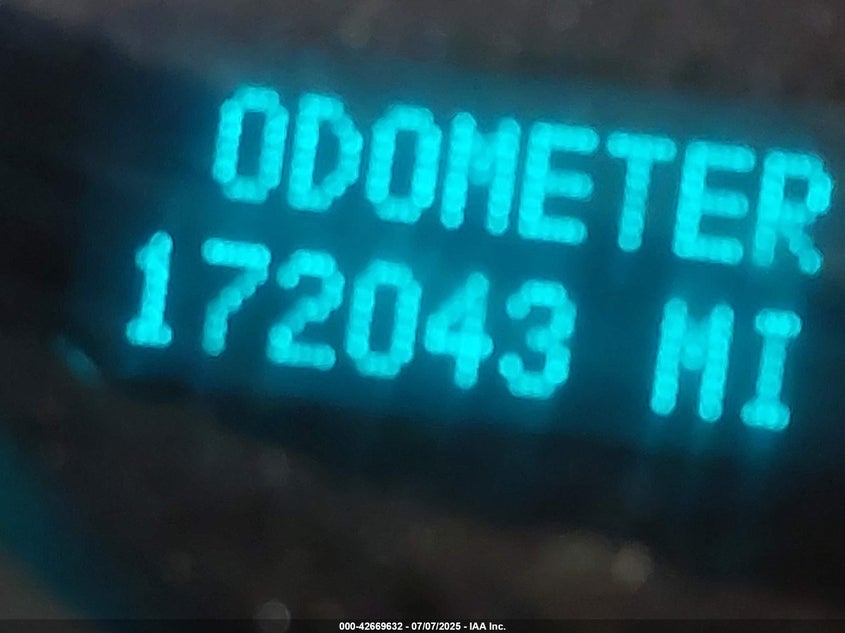 ODOMETER
172043 MI
000-42669632 - 07/07/2025 - IAA Inc.